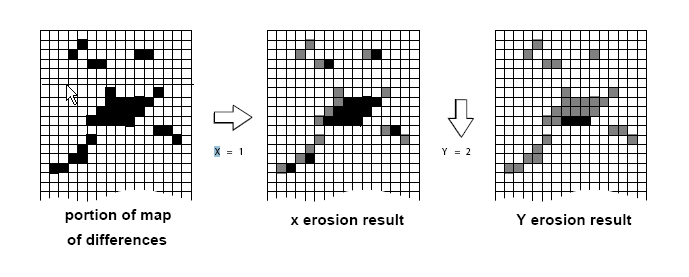 X = 1
Y = 2
portion of map
of differences
x erosion result
Y erosion result